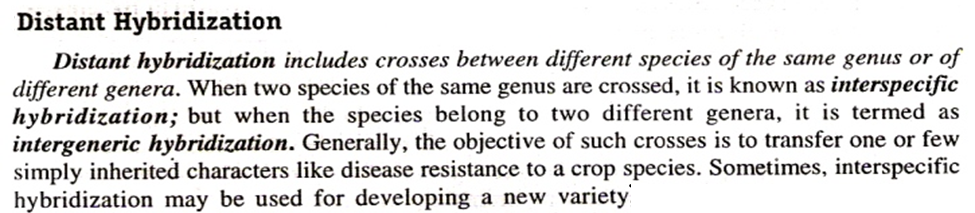 Distant Hybridization
Distant hybridization includes crosses between different species of the same genus or of
different genera. When two species of the same genus are crossed, it is known as interspecific
hybridization; but when the species belong to two different genera, it is termed as
intergeneric hybridization. Generally, the objective of such crosses is to transfer one or few
simply inherited characters like disease resistance to a crop species. Sometimes, interspecific
hybridization may be used for developing a new variety